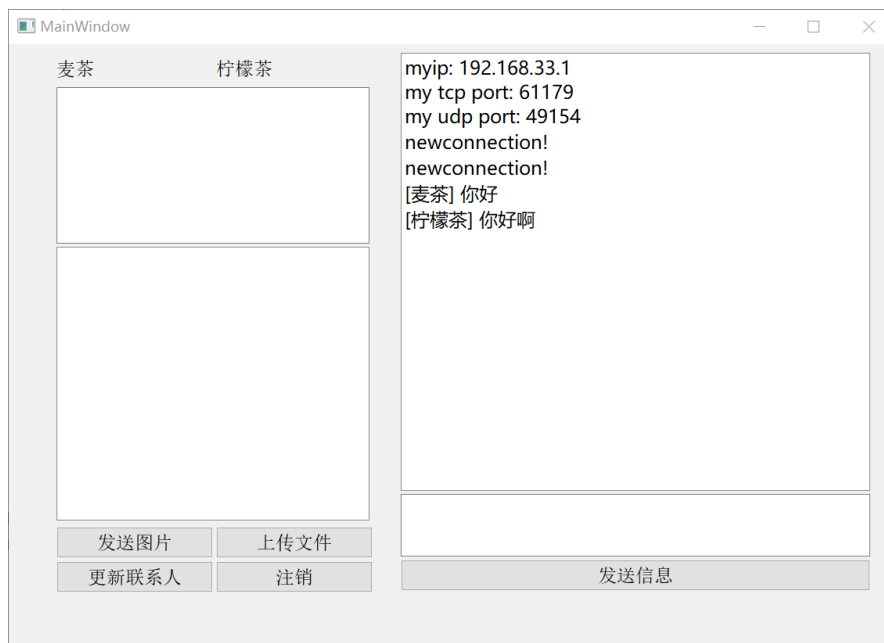 MainWindow
麦茶 柠檬茶
myip: 192.168.33.1
my tcp port: 61179
my udp port: 49154
newconnection!
newconnection!
[麦茶] 你好
[柠檬茶] 你好啊
发送图片 上传文件
更新联系人 注销
发送信息